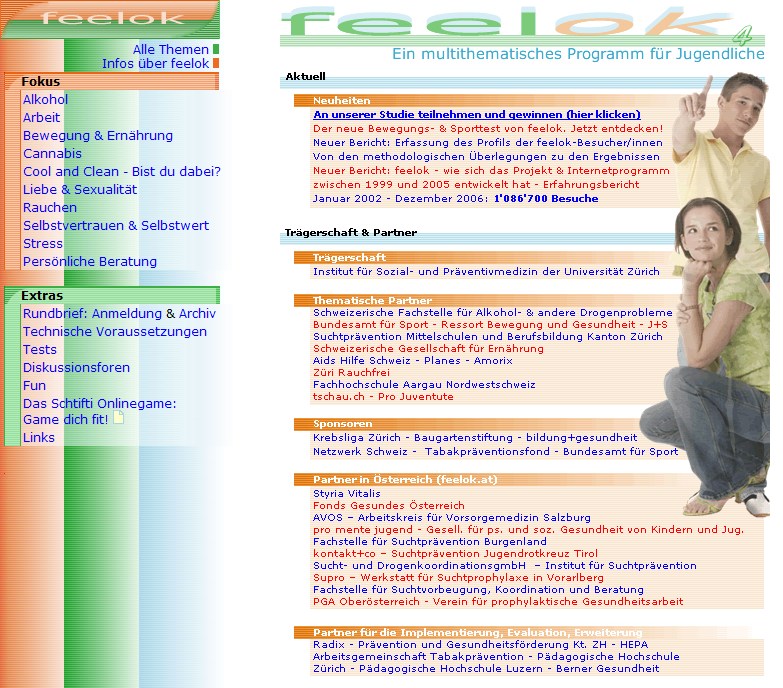 feelok
Alle Themen
Infos über feelok
Fokus
Alkohol
Arbeit
Bewegung & Ernährung
Cannabis
Cool and Clean - Bist du dabei?
Liebe & Sexualität
Rauchen
Selbstvertrauen & Selbstwert
Stress
Persönliche Beratung
Extras
Rundbrief: Anmeldung & Archiv
Technische Voraussetzungen
Tests
Diskussionsforen
Fun
Das Schtifti Onlinegame:
Game dich fit!
Links
feelok 4
Ein multithematisches Programm für Jugendliche
Aktuell
Neuheiten
An unserer Studie teilnehmen und gewinnen (hier klicken)
Der neue Bewegungs- & Sporttest von feelok. Jetzt entdecken!
Neuer Bericht: Erfassung des Profils der feelok-Besucher/innen
Von den methodologischen Überlegungen zu den Ergebnissen
Neuer Bericht: feelok - wie sich das Projekt & Internetprogramm
zwischen 1999 und 2005 entwickelt hat - Erfahrungsbericht
Januar 2002 - Dezember 2006: 1'086'700 Besuche
Trägerschaft & Partner
Trägerschaft
Institut für Sozial- und Präventivmedizin der Universität Zürich
Thematische Partner
Schweizerische Fachstelle für Alkohol- & andere Drogenprobleme
Bundesamt für Sport - Ressort Bewegung und Gesundheit - J+S
Suchtprävention Mittelschulen und Berufsbildung Kanton Zürich
Schweizerische Gesellschaft für Ernährung
Aids Hilfe Schweiz - Planes - Amorix
Züri Rauchfrei
Fachhochschule Aargau Nordwestschweiz
tschau.ch - Pro Juventute
Sponsoren
Krebsliga Zürich - Baugartenstiftung - bildung+gesundheit
Netzwerk Schweiz - Tabakpräventionsfond - Bundesamt für Sport
Partner in Österreich (feelok.at)
Styria Vitalis
Fonds Gesundes Österreich
AVOS – Arbeitskreis für Vorsorgemedizin Salzburg
pro mente jugend - Gesell. für ps. und soz. Gesundheit von Kindern und Jug.
Fachstelle für Suchtprävention Burgenland
kontakt+co – Suchtprävention Jugendrotkreuz Tirol
Sucht- und DrogenkoordinationsgmbH – Institut für Suchtprävention
Supro – Werkstatt für Suchtprophylaxe in Vorarlberg
Fachstelle für Suchtvorbeugung, Koordination und Beratung
PGA Oberösterreich - Verein für prophylaktische Gesundheitsarbeit
Partner für die Implementierung, Evaluation, Erweiterung
Radix - Prävention und Gesundheitsförderung Kt. ZH - HEPA
Arbeitsgemeinschaft Tabakprävention - Pädagogische Hochschule
Zürich - Pädagogische Hochschule Luzern - Berner Gesundheit